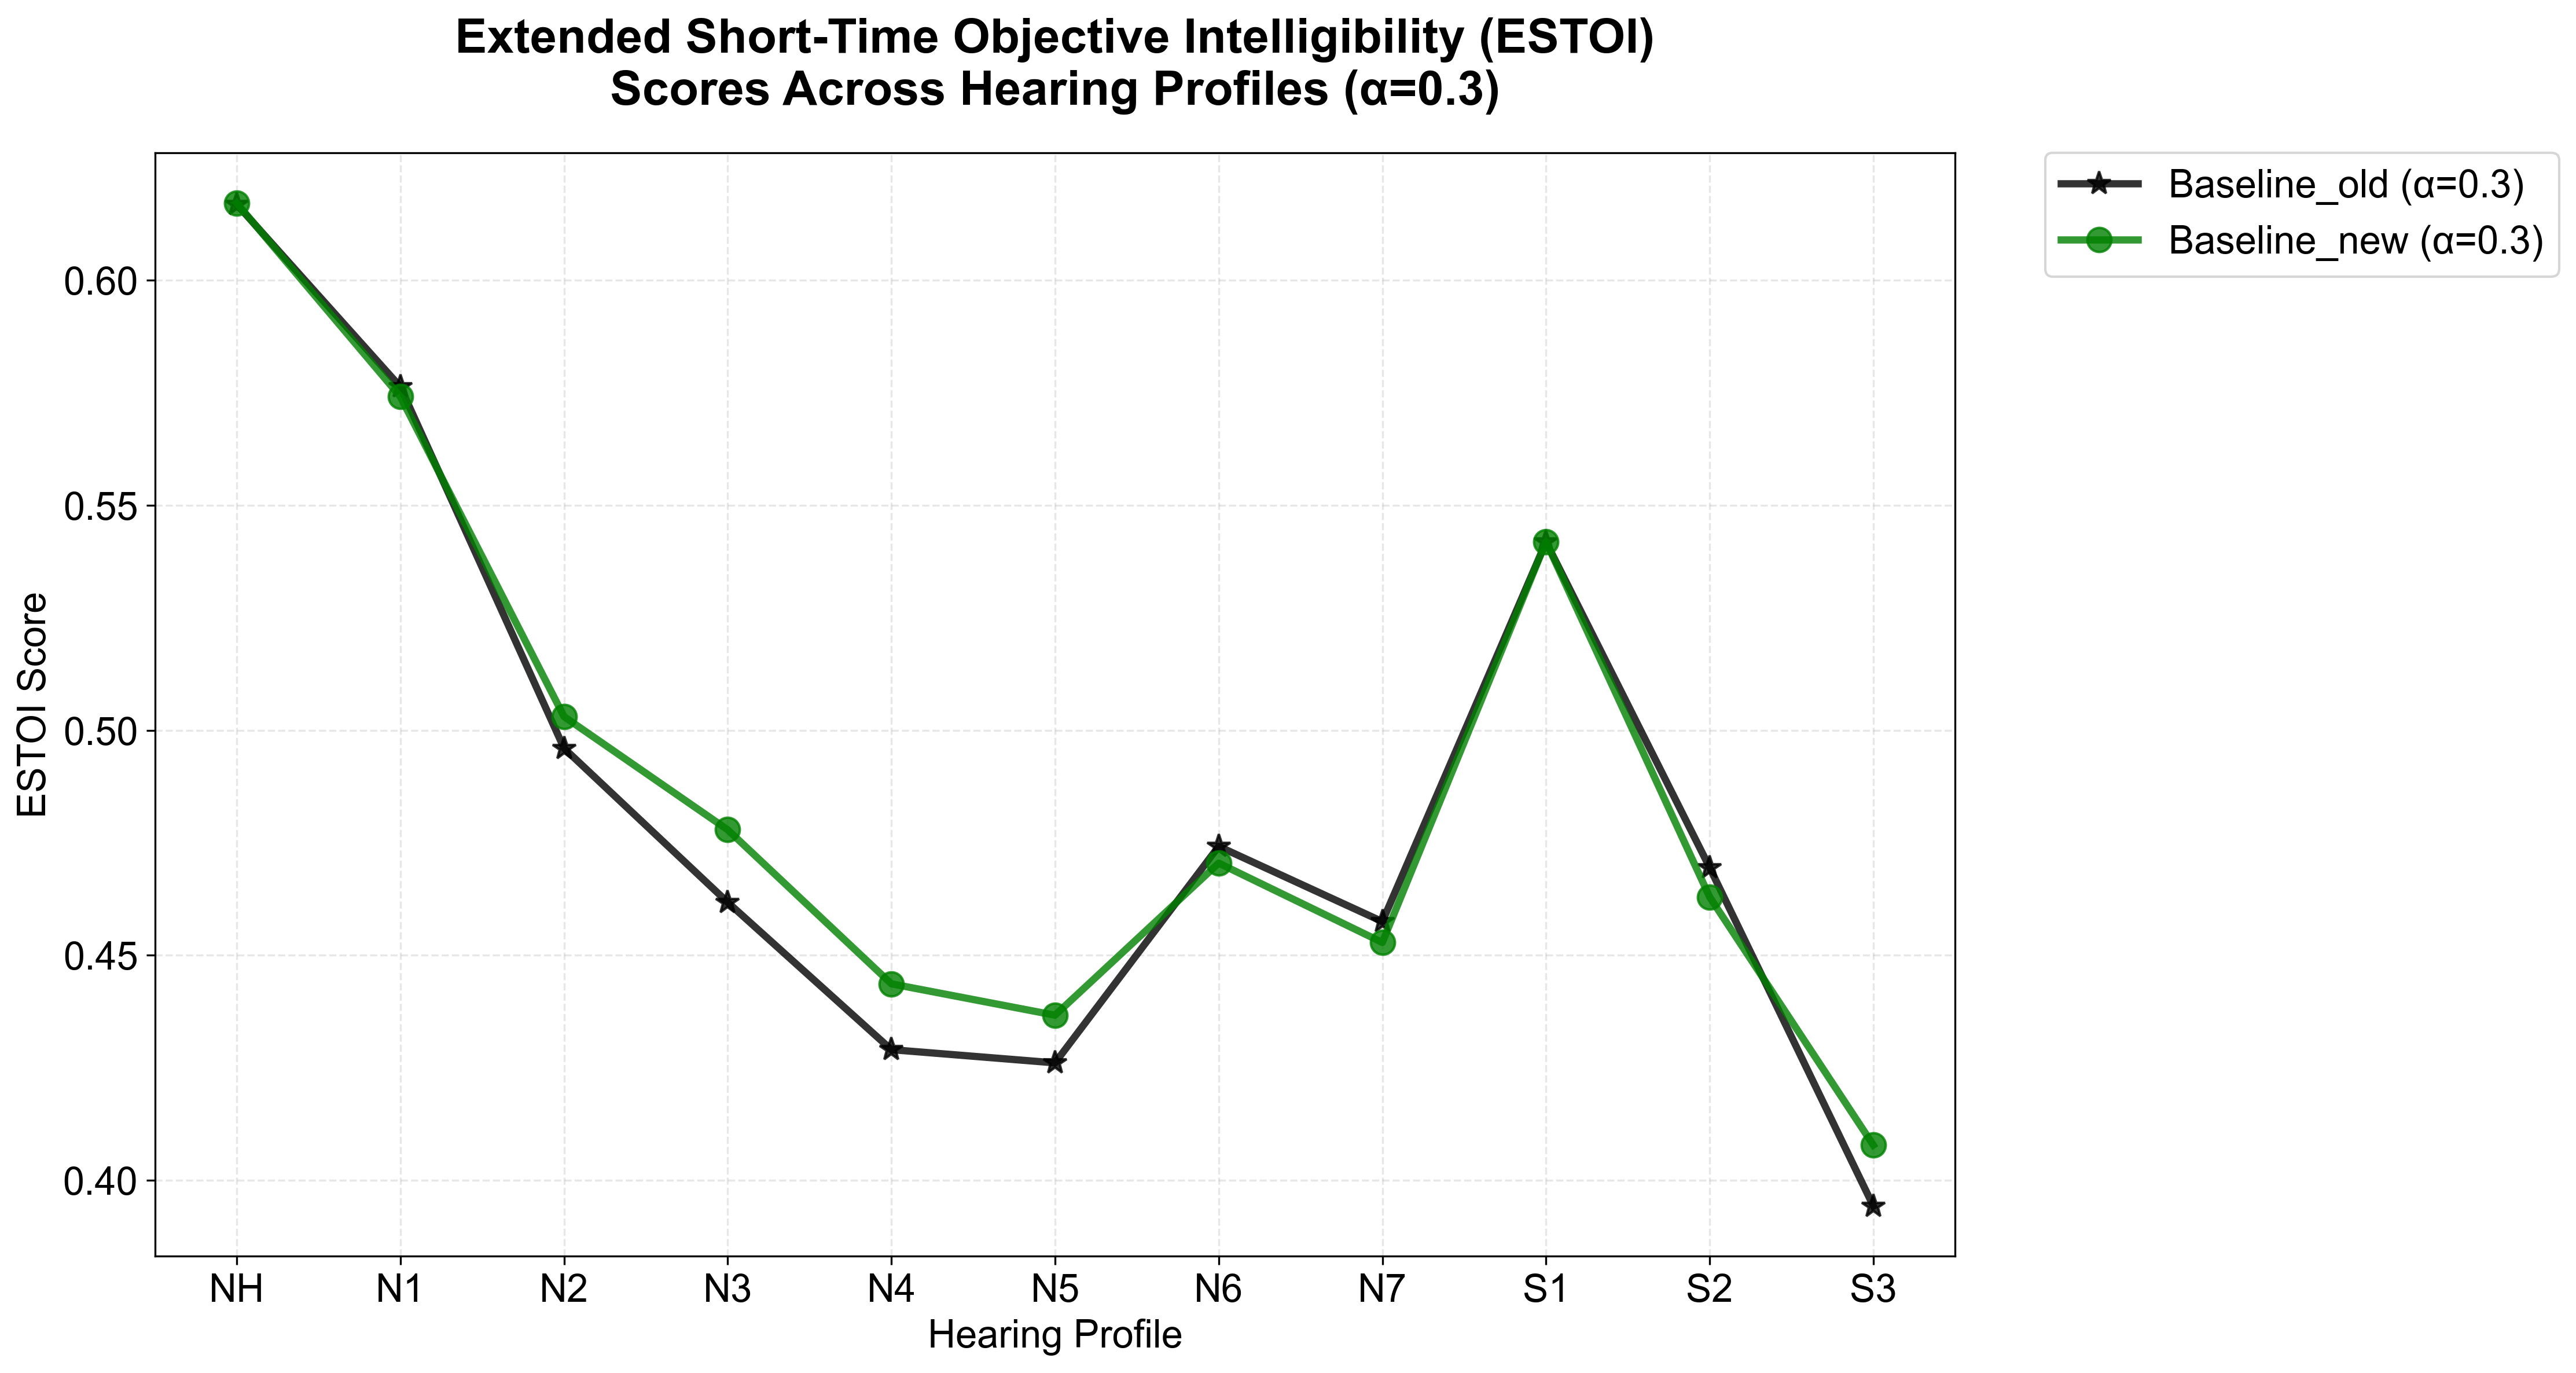 Extended Short-Time Objective Intelligibility (ESTOI)
Scores Across Hearing Profiles (α=0.3)
Baseline_old (α=0.3)
Baseline_new (α=0.3)
ESTOI Score
0.60
0.55
0.50
0.45
0.40
NH N1 N2 N3 N4 N5 N6 N7 S1 S2 S3
Hearing Profile